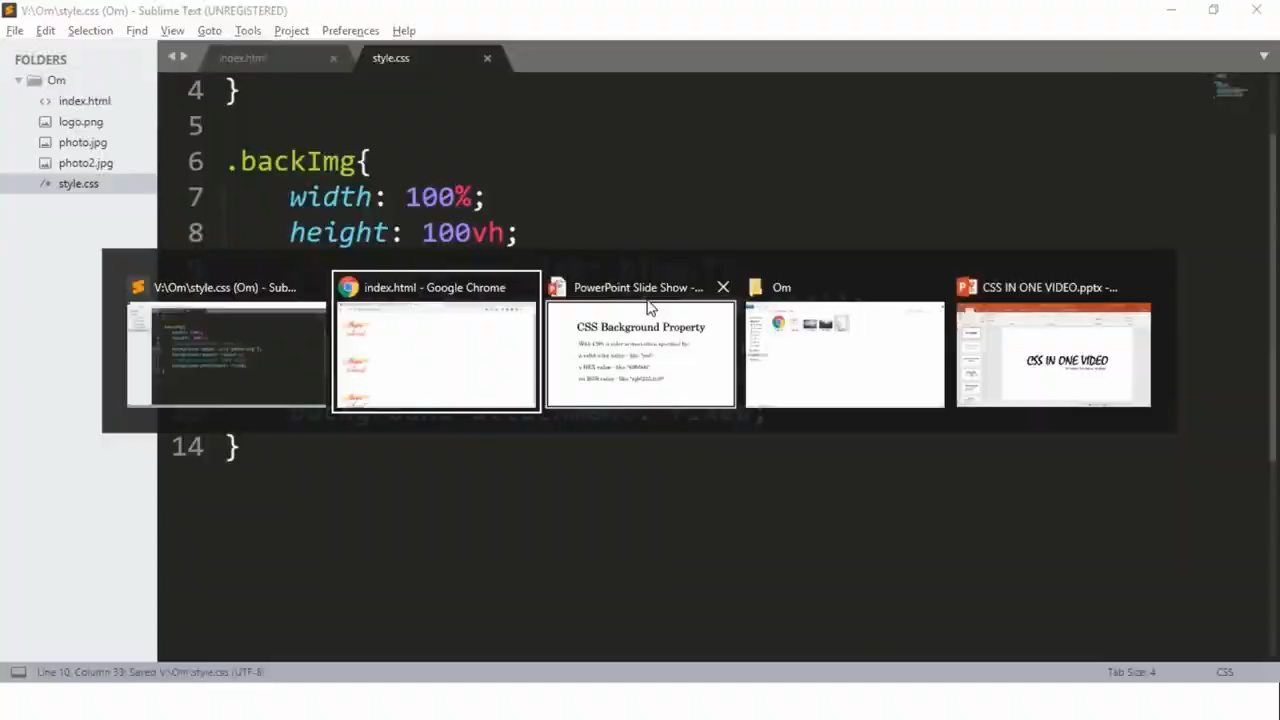 V:\Om\style.css (Om) - Sublime Text (UNREGISTERED)
File Edit Selection Find View Goto Tools Project Preferences Help
FOLDERS
Om
index.html
logo.png
photo.jpg
photo2.jpg
style.css
index.html
style.css
4 }
5
6 .backImg{
7 width: 100%;
8 height: 100vh;
V:\Om\style.css (Om) - Sub...
index.html - Google Chrome
PowerPoint Slide Show -...
Om
CSS IN ONE VIDEO.pptx -...
CSS Background Property
CSS IN ONE VIDEO
14 }
Line 10, Column 33; Saved V:\Om\style.css (UTF-8)
Tab Size: 4
CSS